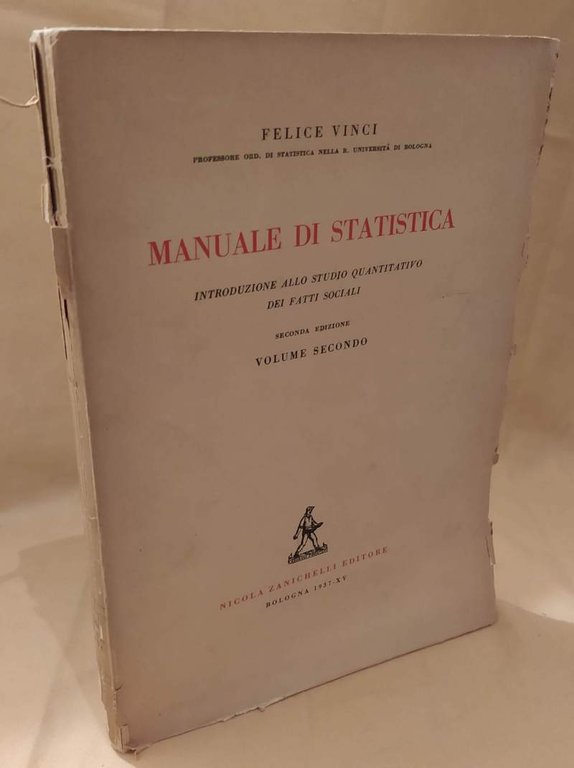 FELICE VINCI
PROFESSORE ORD. DI STATISTICA NELLA R. UNIVERSITÀ DI BOLOGNA
MANUALE DI STATISTICA
INTRODUZIONE ALLO STUDIO QUANTITATIVO
DEI FATTI SOCIALI
SECONDA EDIZIONE
VOLUME SECONDO
NICOLA ZANICHELLI EDITORE
BOLOGNA 1937-XV